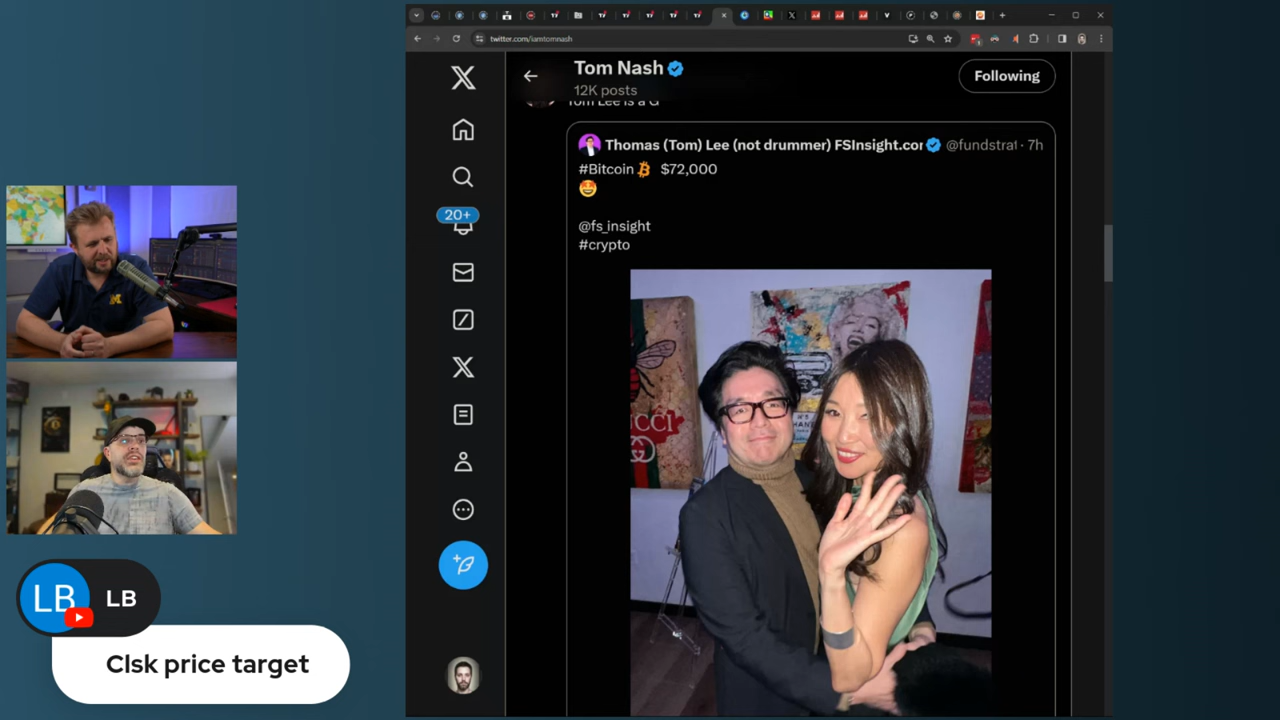 twitter.com/iamtomnash
Tom Nash
12K posts
Following
Tom Lee is a G
Thomas (Tom) Lee (not drummer) FSInsight.cor @fundstrat · 7h
#Bitcoin $72,000
@fs_insight
#crypto
20+
GUCCI
LB
LB
Clsk price target